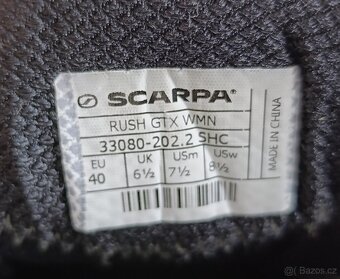 SCARPA
RUSH GTX WMN
33080-202.2 SHC
EU UK USm USw
40 6½ 7½ 8½
MADE IN CHINA
Bazoš.cz